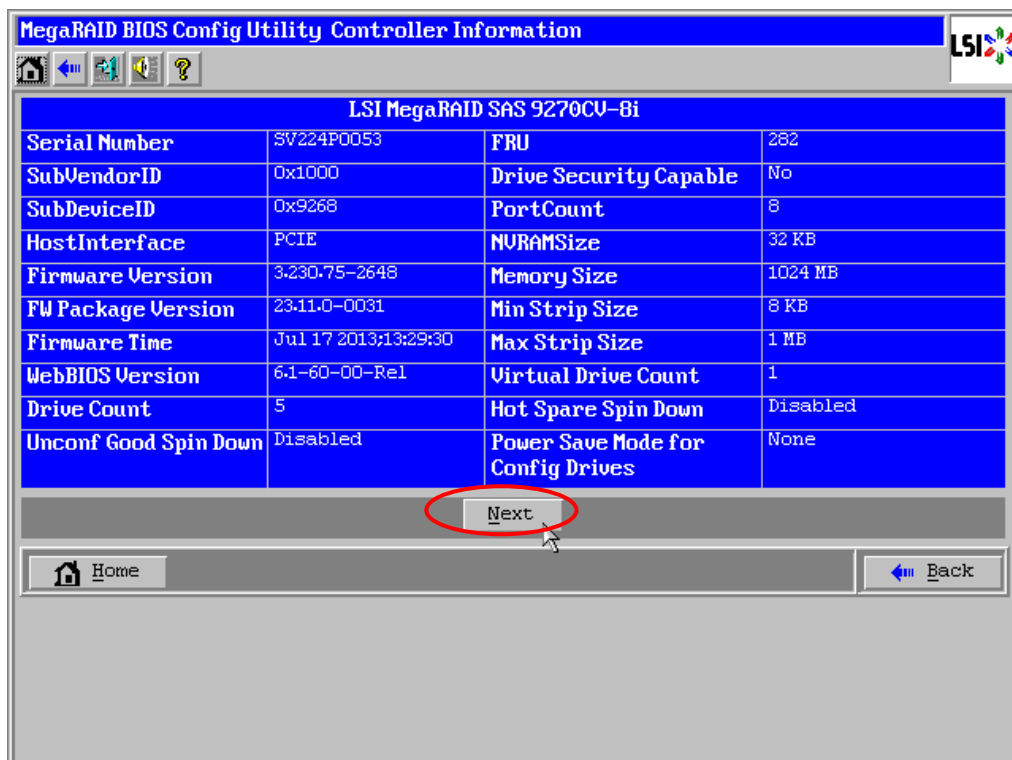 MegaRAID BIOS Config Utility Controller Information
LSI
LSI MegaRAID SAS 9270CV-8i
Serial Number SV224P0053 FRU 282
SubVendorID 0x1000 Drive Security Capable No
SubDeviceID 0x9268 PortCount 8
HostInterface PCIE NVRAMSize 32 KB
Firmware Version 3.230.75-2648 Memory Size 1024 MB
FW Package Version 23.11.0-0031 Min Strip Size 8 KB
Firmware Time Jul 17 2013;13:29:30 Max Strip Size 1 MB
WebBIOS Version 6.1-60-00-Rel Virtual Drive Count 1
Drive Count 5 Hot Spare Spin Down Disabled
Unconf Good Spin Down Disabled Power Save Mode for None
Config Drives
Next
Home Back